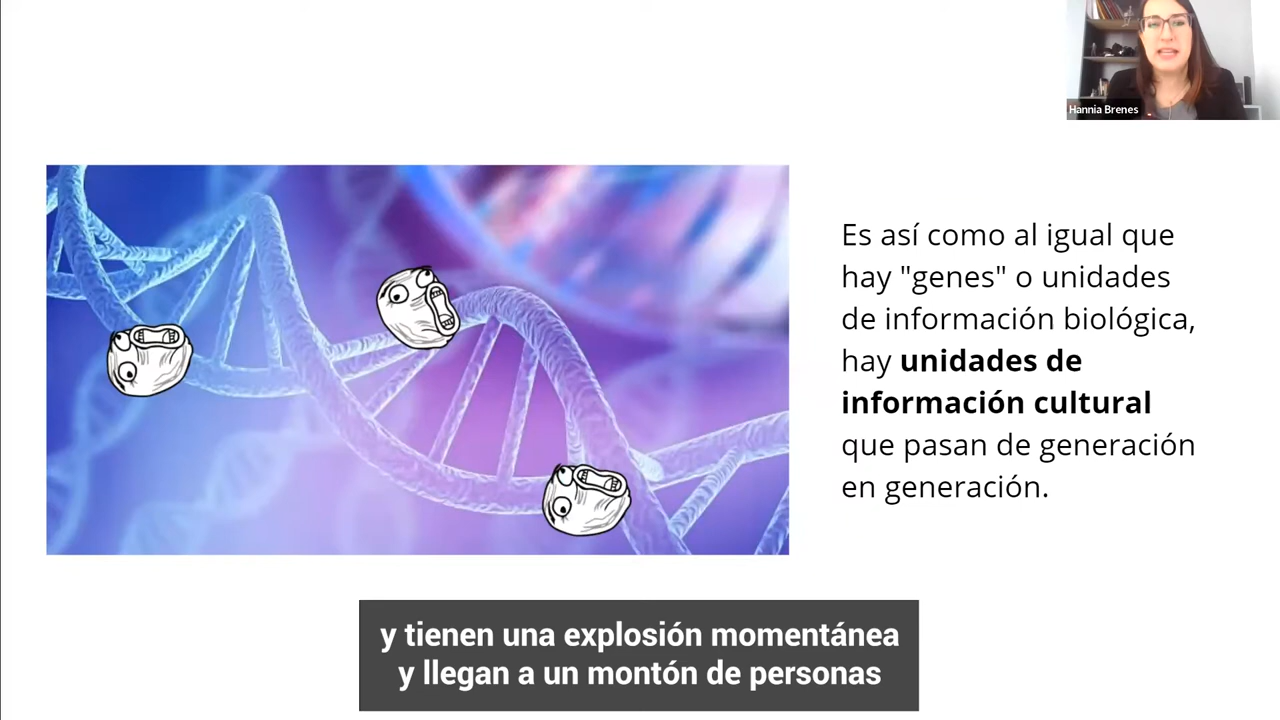 Hannia Brenes
Es así como al igual que
hay "genes" o unidades
de información biológica,
hay unidades de
información cultural
que pasan de generación
en generación.
y tienen una explosión momentánea
y llegan a un montón de personas